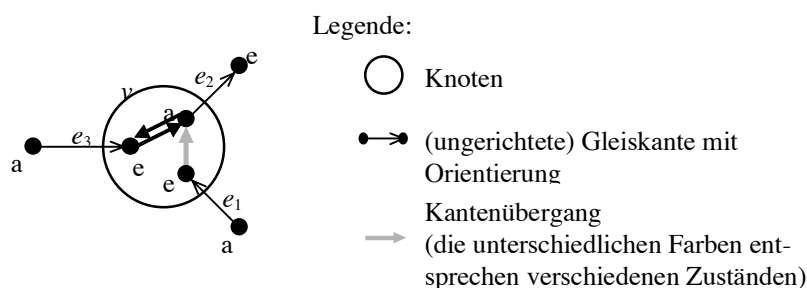 Legende:
e
e2
v
a
Knoten
e3
a
e
e
(ungerichtete) Gleiskante mit
Orientierung
e1
a
Kantenübergang
(die unterschiedlichen Farben ent-
sprechen verschiedenen Zuständen)